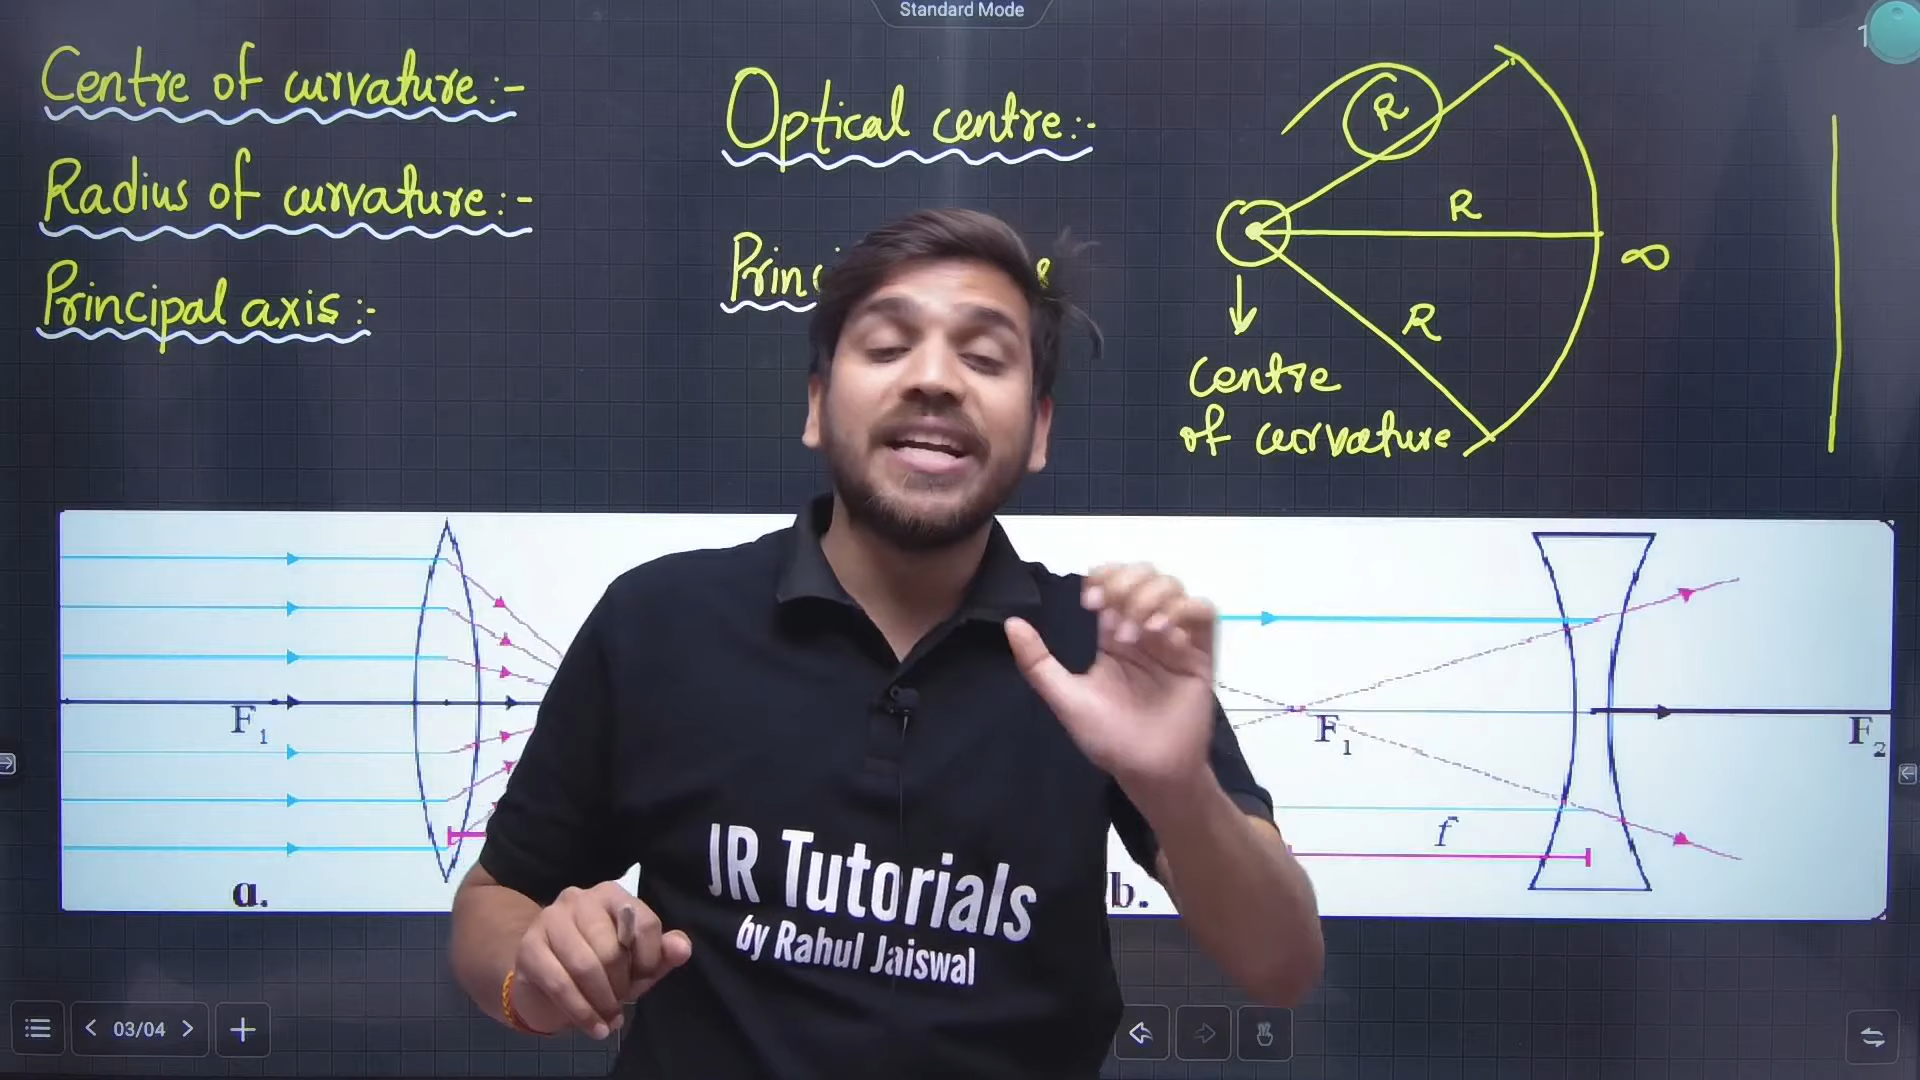 Standard Mode
1
Centre of curvature:-
Radius of curvature:-
Principal axis:-
Optical centre:-
R
R
R
∞
centre
of curvature
F1
a.
b.
F1
f
F2
JR Tutorials
by Rahul Jaiswal
03/04